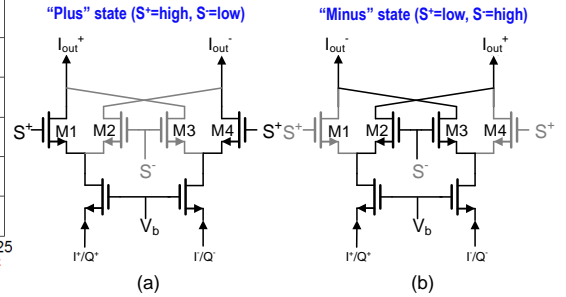 "Plus" state (S⁺=high, S⁻=low)
"Minus" state (S⁺=low, S⁻=high)
Iout⁺ Iout⁻
Iout⁻ Iout⁺
S⁺ M1 M2 M3 M4 S⁺
S⁺ M1 M2 M3 M4 S⁺
S⁻
S⁻
Vb
Vb
I⁺/Q⁺ I⁻/Q⁻
I⁺/Q⁺ I⁻/Q⁻
25
(a)
(b)